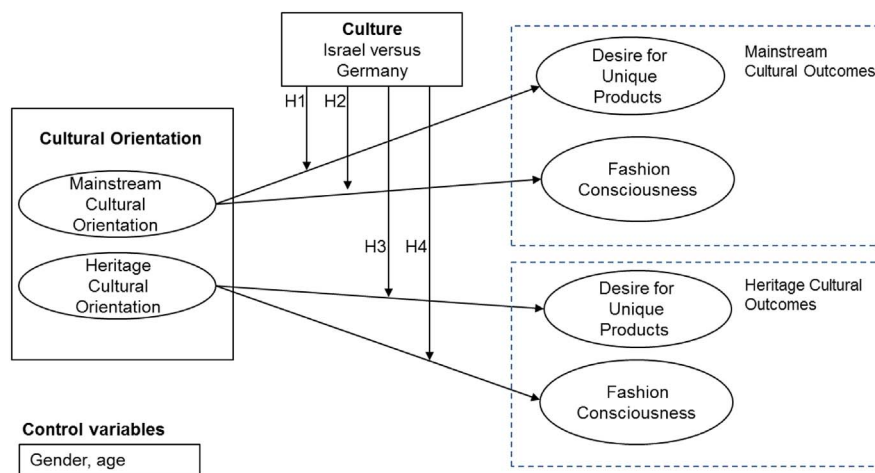 Culture
Israel versus
Germany
H1
H2
Desire for
Unique
Products
Mainstream
Cultural Outcomes
Cultural Orientation
Mainstream
Cultural
Orientation
Fashion
Consciousness
Heritage
Cultural
Orientation
H3
H4
Desire for
Unique
Products
Heritage Cultural
Outcomes
Fashion
Consciousness
Control variables
Gender, age